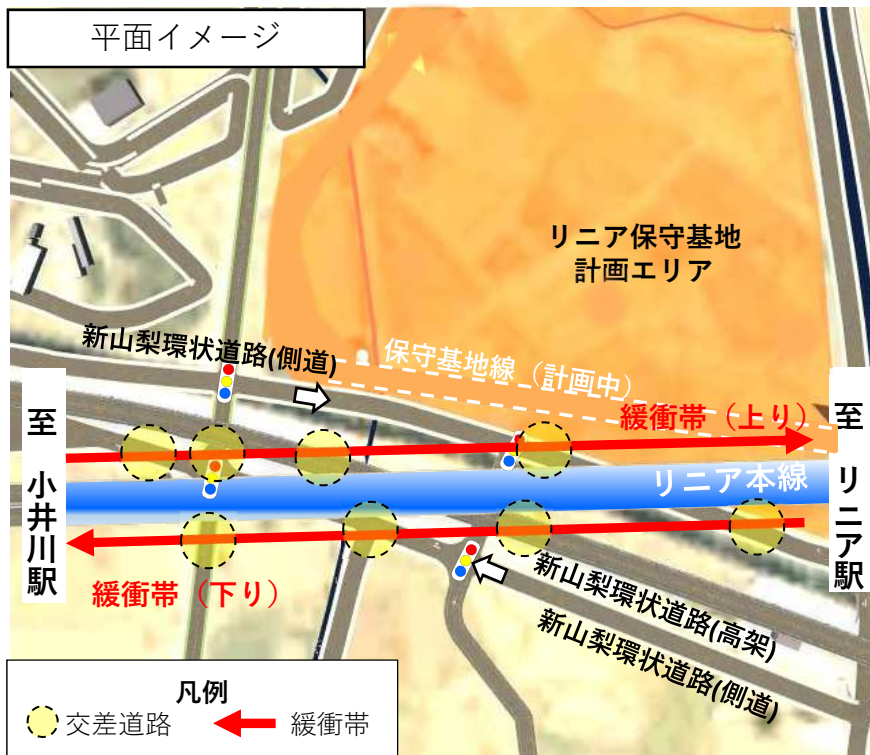 平面イメージ
リニア保守基地
計画エリア
新山梨環状道路(側道)
保守基地線（計画中）
至 小井川駅
緩衝帯（上り）
至 リニア駅
リニア本線
緩衝帯（下り）
新山梨環状道路(高架)
新山梨環状道路(側道)
凡例
交差道路 緩衝帯